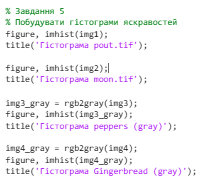 % Завдання 5
% Побудувати гістограми яскравостей
figure, imhist(img1);
title('Гістограма pout.tif');
figure, imhist(img2);
title('Гістограма moon.tif');
img3_gray = rgb2gray(img3);
figure, imhist(img3_gray);
title('Гістограма peppers (gray)');
img4_gray = rgb2gray(img4);
figure, imhist(img4_gray);
title('Гістограма Gingerbread (gray)');